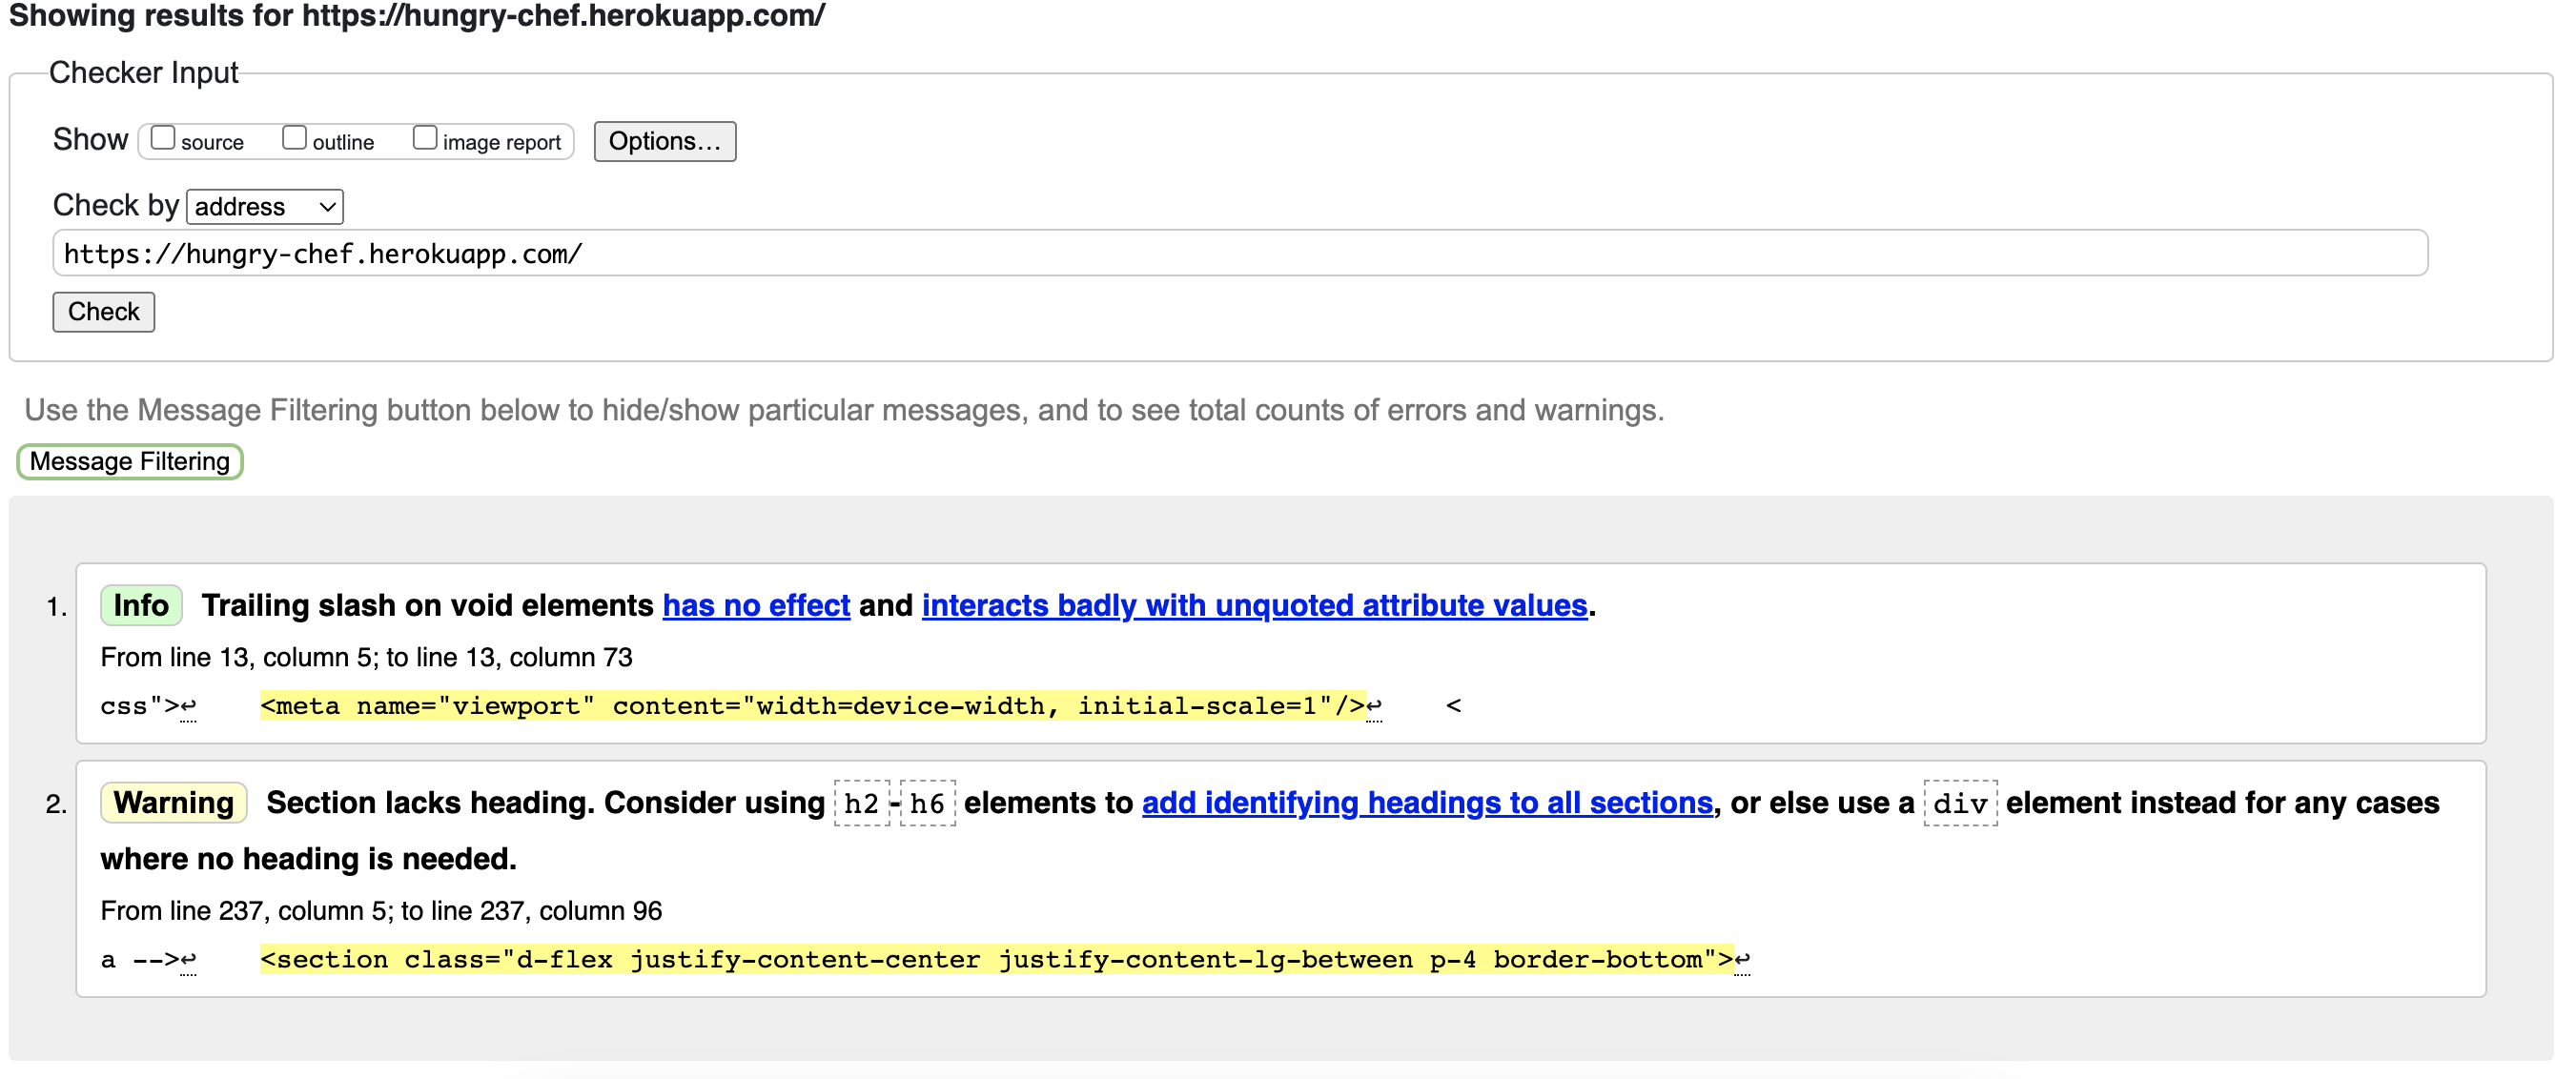 Showing results for https://hungry-chef.herokuapp.com/
Checker Input
Show source outline image report Options...
Check by address
https://hungry-chef.herokuapp.com/
Check
Use the Message Filtering button below to hide/show particular messages, and to see total counts of errors and warnings.
Message Filtering
1. Info Trailing slash on void elements has no effect and interacts badly with unquoted attribute values.
From line 13, column 5; to line 13, column 73
css">↩ <meta name="viewport" content="width=device-width, initial-scale=1"/>↩ <
2. Warning Section lacks heading. Consider using h2-h6 elements to add identifying headings to all sections, or else use a div element instead for any cases
where no heading is needed.
From line 237, column 5; to line 237, column 96
a -->↩ <section class="d-flex justify-content-center justify-content-lg-between p-4 border-bottom">↩